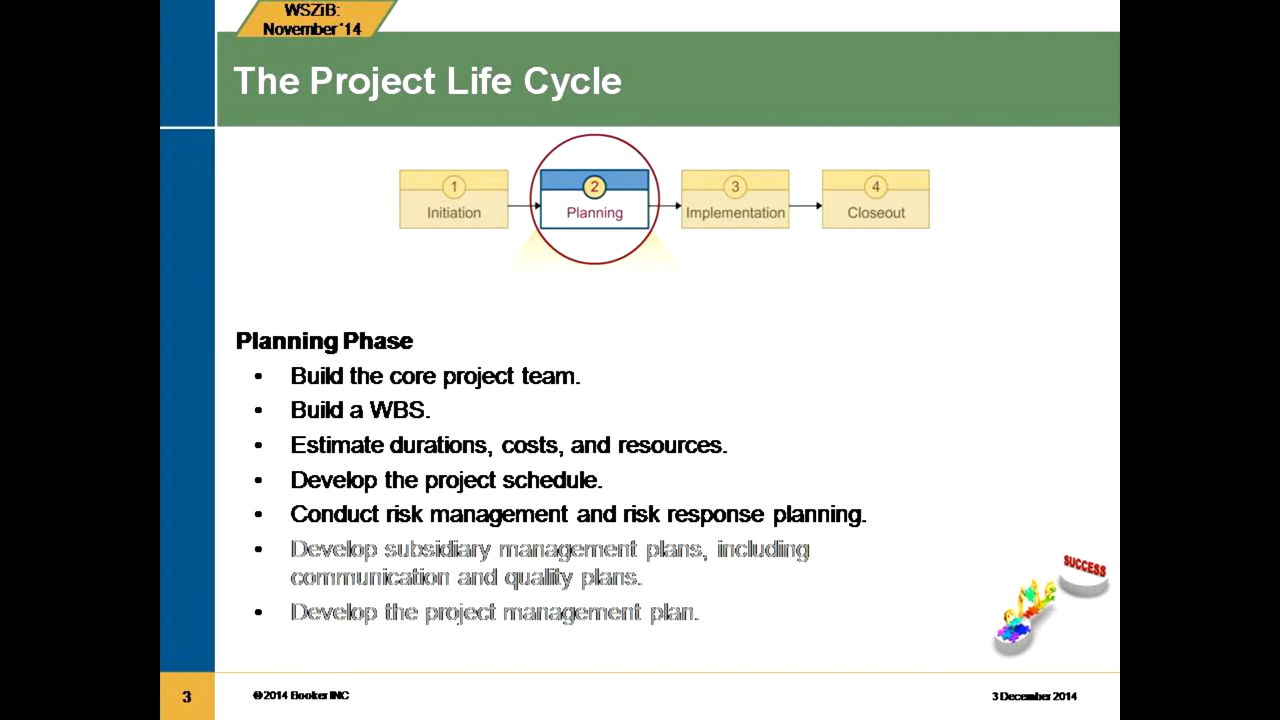 WSZiB:
November '14
The Project Life Cycle
1
2
3
4
Initiation
Planning
Implementation
Closeout
Planning Phase
• Build the core project team.
• Build a WBS.
• Estimate durations, costs, and resources.
• Develop the project schedule.
• Conduct risk management and risk response planning.
• Develop subsidiary management plans, including
communication and quality plans.
• Develop the project management plan.
SUCCESS
3
©2014 Booker INC
3 December 2014